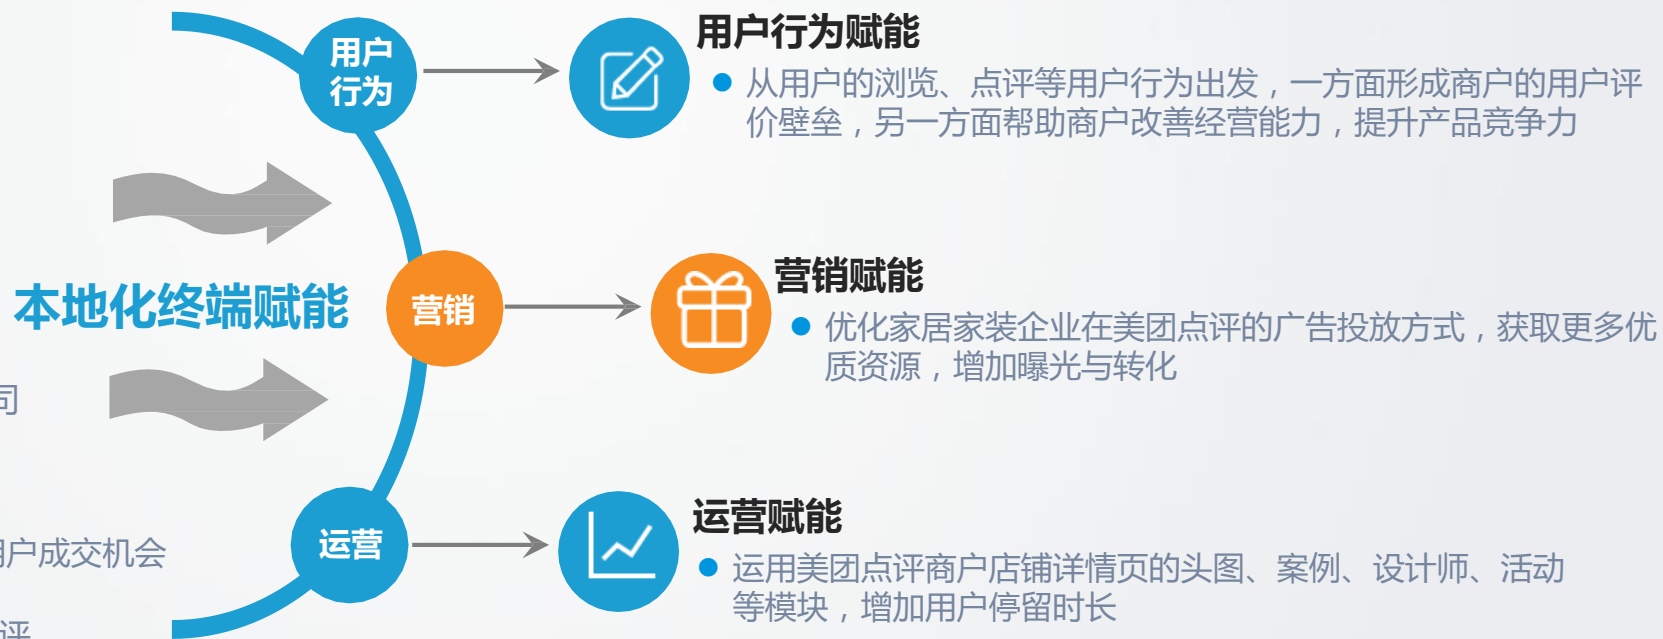 用户
行为
用户行为赋能
从用户的浏览、点评等用户行为出发，一方面形成商户的用户评
价壁垒，另一方面帮助商户改善经营能力，提升产品竞争力
本地化终端赋能
营销
营销赋能
优化家居家装企业在美团点评的广告投放方式，获取更多优
质资源，增加曝光与转化
司
户成交机会
评
运营
运营赋能
运用美团点评商户店铺详情页的头图、案例、设计师、活动
等模块，增加用户停留时长